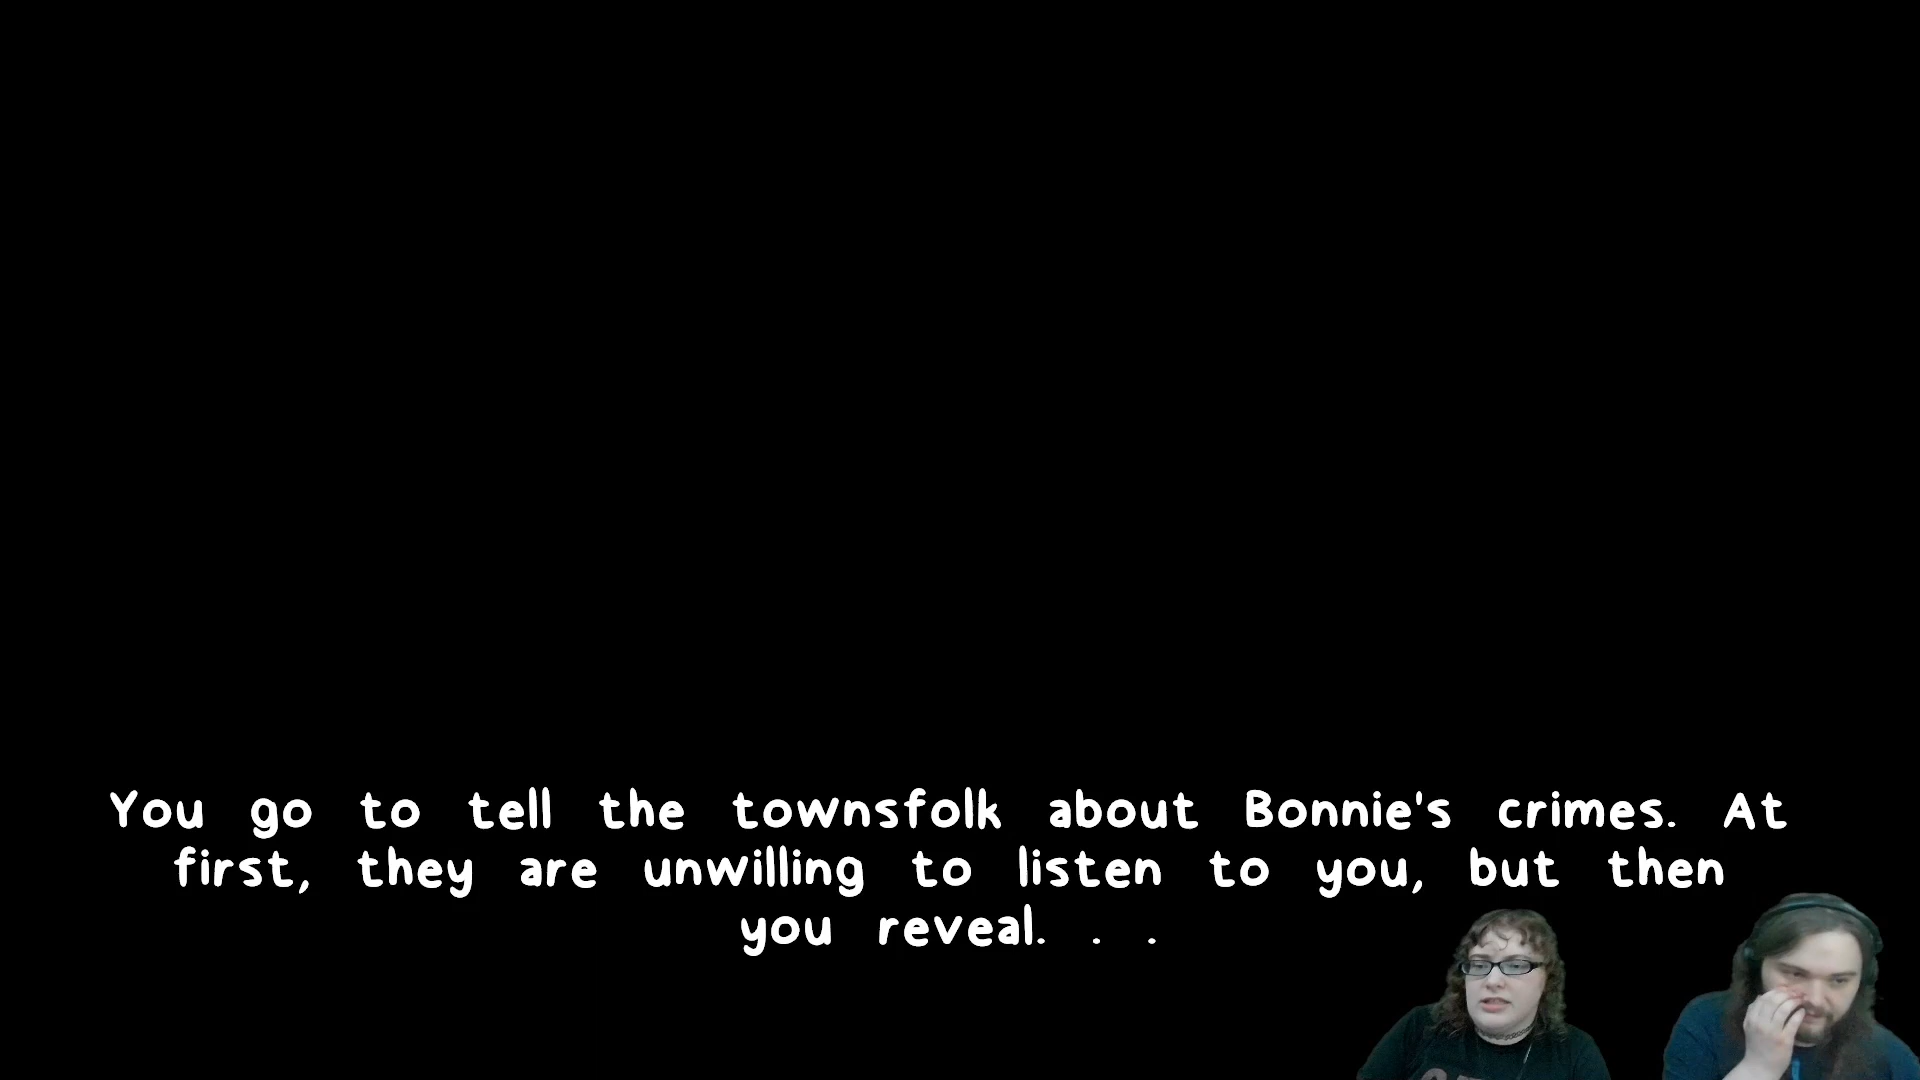 You go to tell the townsfolk about Bonnie's crimes. At
first, they are unwilling to listen to you, but then
you reveal. . .